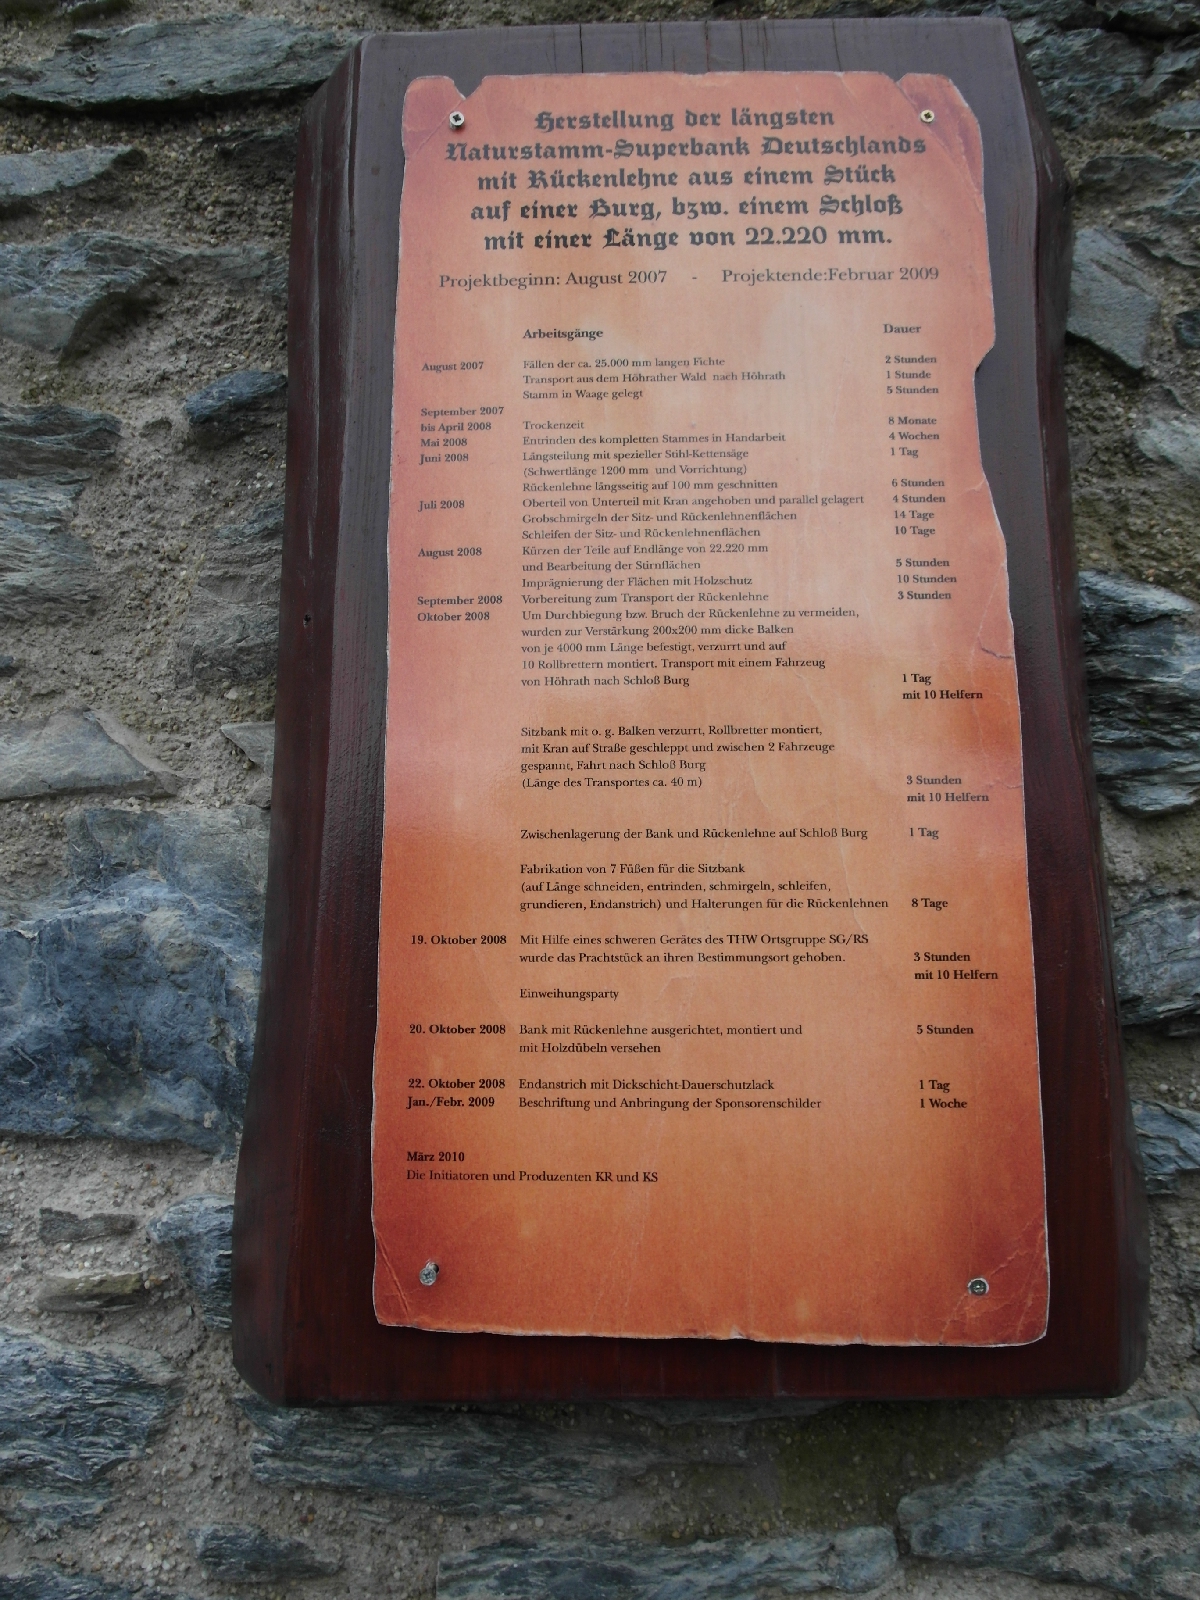 Herstellung der längsten
Naturstamm-Superbank Deutschlands
mit Rückenlehne aus einem Stück
auf einer Burg, bzw. einem Schloß
mit einer Länge von 22.220 mm.
Projektbeginn: August 2007 - Projektende:Februar 2009
Arbeitsgänge Dauer
August 2007 Fällen der ca. 25.000 mm langen Fichte 2 Stunden
Transport aus dem Höhrather Wald nach Höhrath 1 Stunde
Stamm in Waage gelegt 5 Stunden
September 2007
bis April 2008 Trockenzeit 8 Monate
Mai 2008 Entrinden des kompletten Stammes in Handarbeit 4 Wochen
Juni 2008 Längsteilung mit spezieller Stihl-Kettensäge 1 Tag
(Schwertlänge 1200 mm und Vorrichtung)
Rückenlehne längsseitig auf 100 mm geschnitten 6 Stunden
Juli 2008 Oberteil von Unterteil mit Kran angehoben und parallel gelagert 4 Stunden
Grobschmirgeln der Sitz- und Rückenlehnenflächen 14 Tage
Schleifen der Sitz- und Rückenlehnenflächen 10 Tage
August 2008 Kürzen der Teile auf Endlänge von 22.220 mm
und Bearbeitung der Stirnflächen 5 Stunden
Imprägnierung der Flächen mit Holzschutz 10 Stunden
September 2008 Vorbereitung zum Transport der Rückenlehne 3 Stunden
Oktober 2008 Um Durchbiegung bzw. Bruch der Rückenlehne zu vermeiden,
wurden zur Verstärkung 200x200 mm dicke Balken
von je 4000 mm Länge befestigt, verzurrt und auf
10 Rollbrettern montiert. Transport mit einem Fahrzeug
von Höhrath nach Schloß Burg 1 Tag
mit 10 Helfern
Sitzbank mit o. g. Balken verzurrt, Rollbretter montiert,
mit Kran auf Straße geschleppt und zwischen 2 Fahrzeuge
gespannt, Fahrt nach Schloß Burg
(Länge des Transportes ca. 40 m) 3 Stunden
mit 10 Helfern
Zwischenlagerung der Bank und Rückenlehne auf Schloß Burg 1 Tag
Fabrikation von 7 Füßen für die Sitzbank
(auf Länge schneiden, entrinden, schmirgeln, schleifen,
grundieren, Endanstrich) und Halterungen für die Rückenlehnen 8 Tage
19. Oktober 2008 Mit Hilfe eines schweren Gerätes des THW Ortsgruppe SG/RS
wurde das Prachtstück an ihren Bestimmungsort gehoben. 3 Stunden
mit 10 Helfern
Einweihungsparty
20. Oktober 2008 Bank mit Rückenlehne ausgerichtet, montiert und 5 Stunden
mit Holzdübeln versehen
22. Oktober 2008 Endanstrich mit Dickschicht-Dauerschutzlack 1 Tag
Jan./Febr. 2009 Beschriftung und Anbringung der Sponsorenschilder 1 Woche
März 2010
Die Initiatoren und Produzenten KR und KS